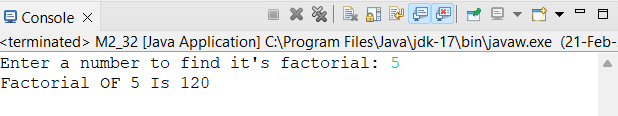 Console
<terminated> M2_32 [Java Application] C:\Program Files\Java\jdk-17\bin\javaw.exe (21-Feb-
Enter a number to find it's factorial: 5
Factorial OF 5 Is 120